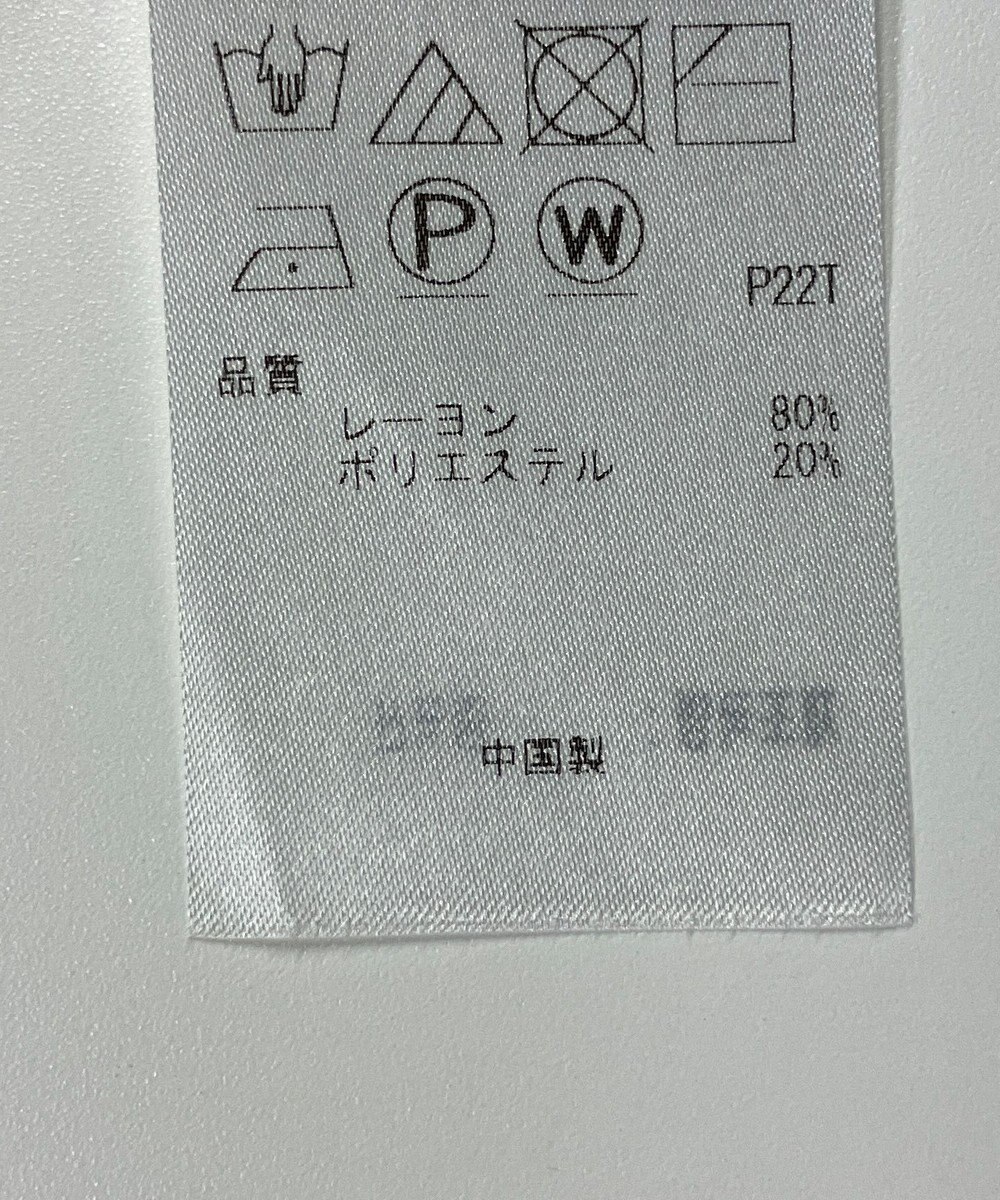 P W
P22T
品質
レーヨン 80%
ポリエステル 20%
中国製